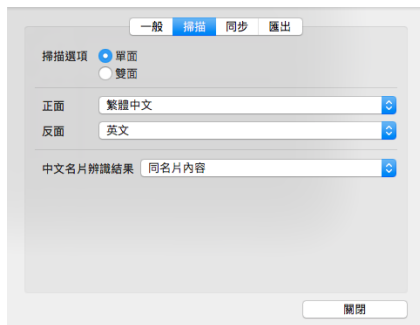 一般 掃描 同步 匯出
掃描選項 單面
雙面
正面 繁體中文
反面 英文
中文名片辨識結果 同名片內容
關閉